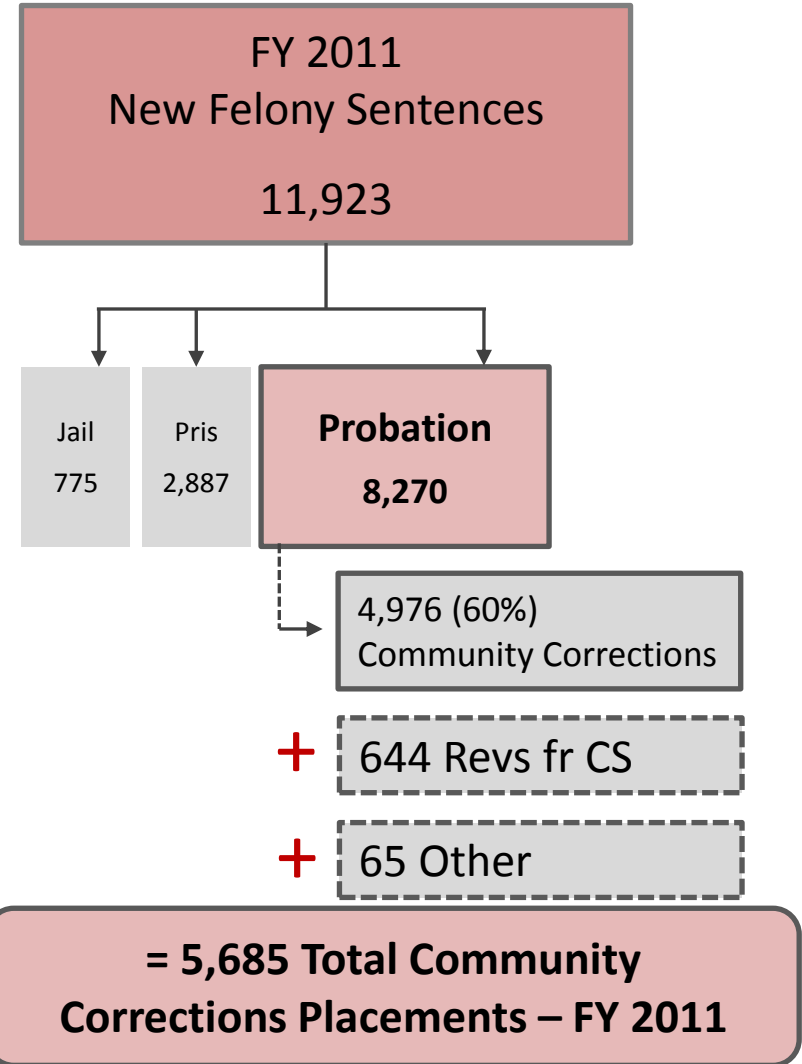 FY 2011
New Felony Sentences
11,923
Jail
775
Pris
2,887
Probation
8,270
4,976 (60%)
Community Corrections
+ 644 Revs fr CS
+ 65 Other
= 5,685 Total Community
Corrections Placements – FY 2011